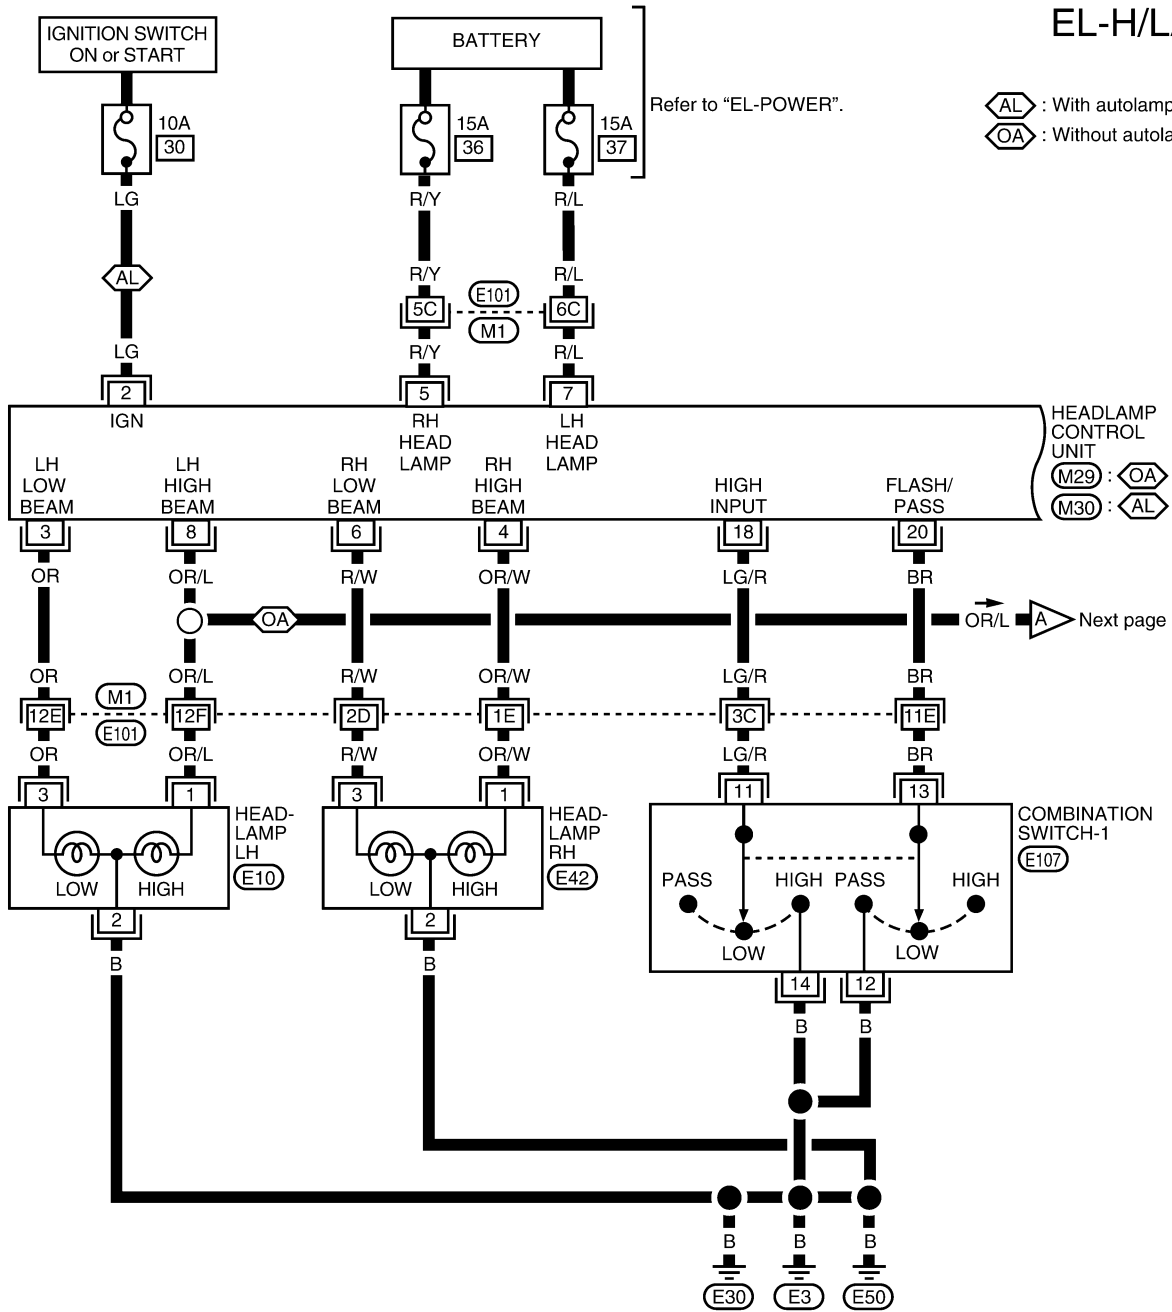 EL-H/LA
IGNITION SWITCH
ON or START
BATTERY
Refer to “EL-POWER”.
AL : With autolamp
OA : Without autola
10A
30
15A
36
15A
37
LG
R/Y
R/L
AL
R/Y
R/L
5C
E101
6C
M1
LG
R/Y
R/L
2
5
7
IGN
RH
HEAD
LAMP
LH
HEAD
LAMP
HEADLAMP
CONTROL
UNIT
M29 : OA
M30 : AL
LH
LOW
BEAM
LH
HIGH
BEAM
RH
LOW
BEAM
RH
HIGH
BEAM
HIGH
INPUT
FLASH/
PASS
3
8
6
4
18
20
OR
OR/L
R/W
OR/W
LG/R
BR
OA
OR/L
A
Next page
OR
OR/L
R/W
OR/W
LG/R
BR
M1
12E
12F
2D
1E
3C
11E
E101
OR
OR/L
R/W
OR/W
LG/R
BR
3
1
3
1
11
13
HEAD-
LAMP
LH
E10
HEAD-
LAMP
RH
E42
COMBINATION
SWITCH-1
E107
LOW
HIGH
LOW
HIGH
PASS
HIGH
PASS
HIGH
LOW
LOW
2
2
14
12
B
B
B
B
B
B
B
E30
E3
E50